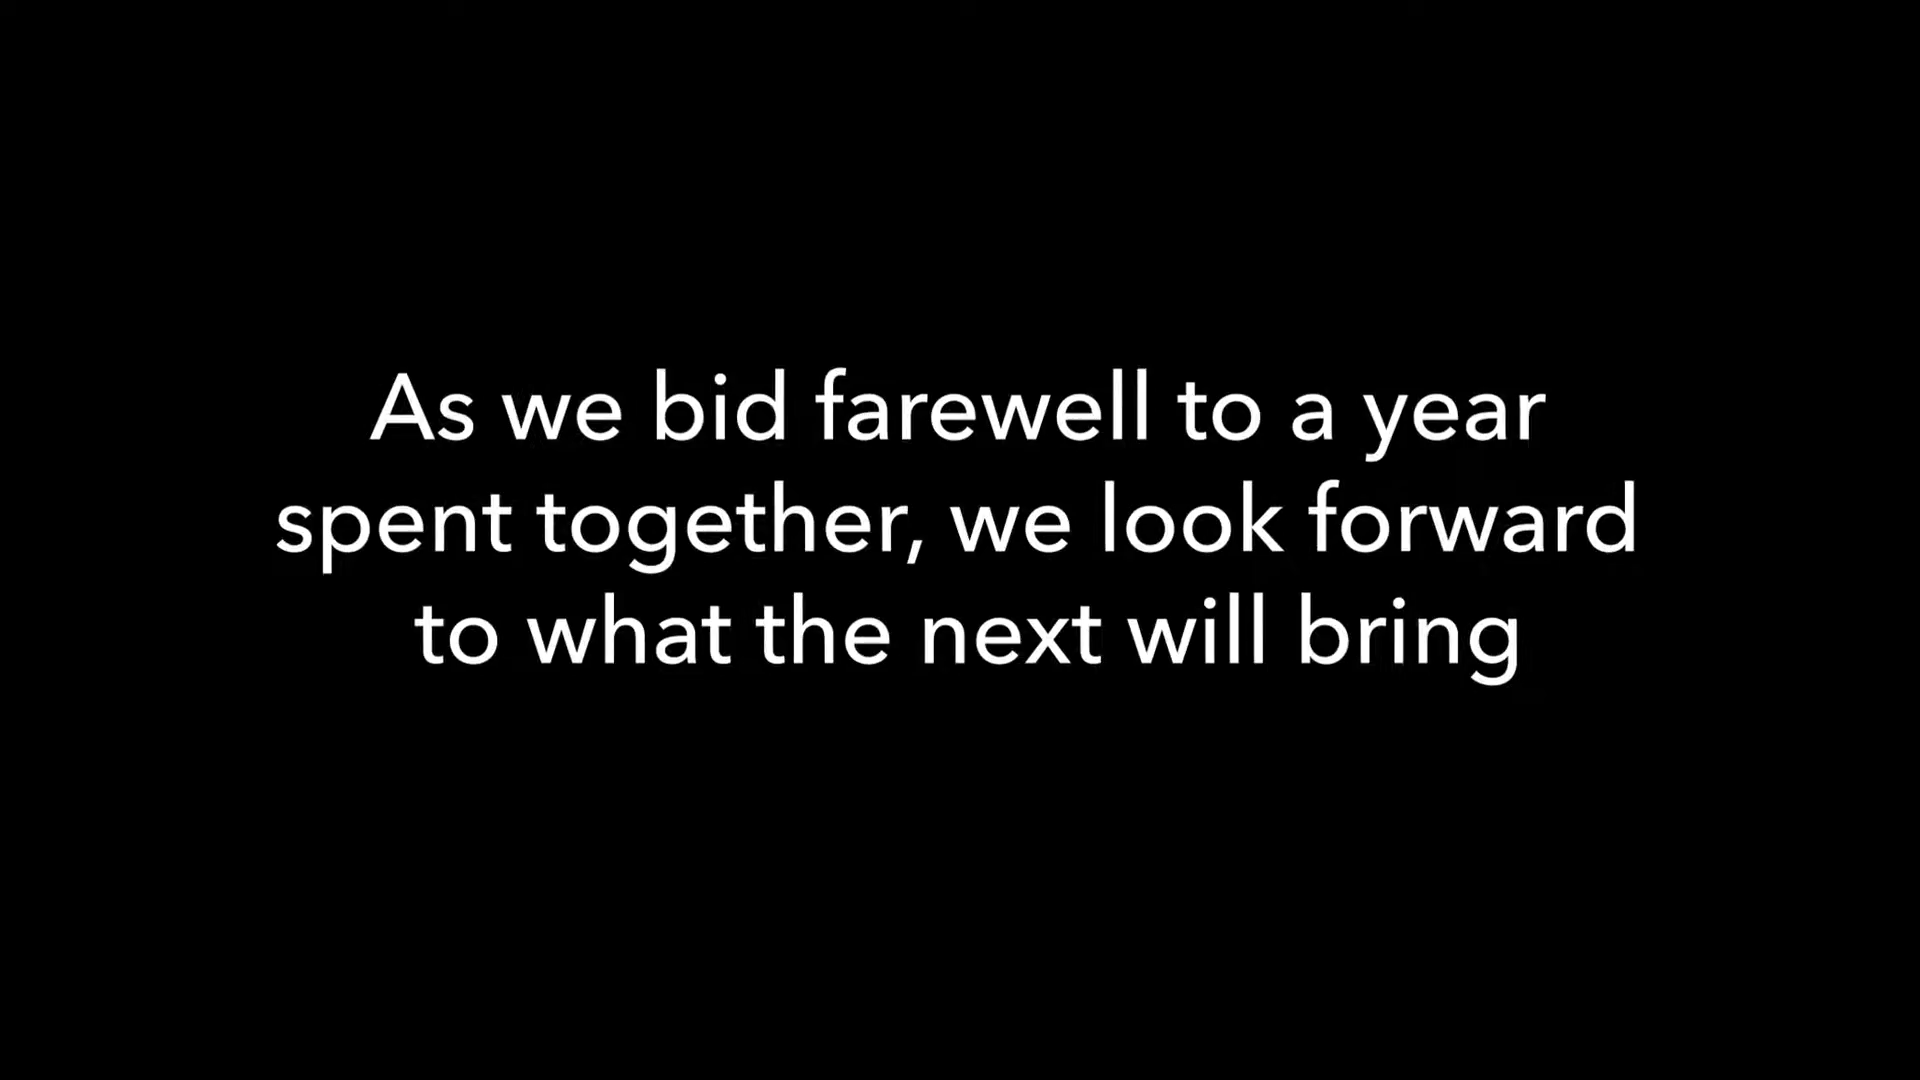 As we bid farewell to a year
spent together, we look forward
to what the next will bring